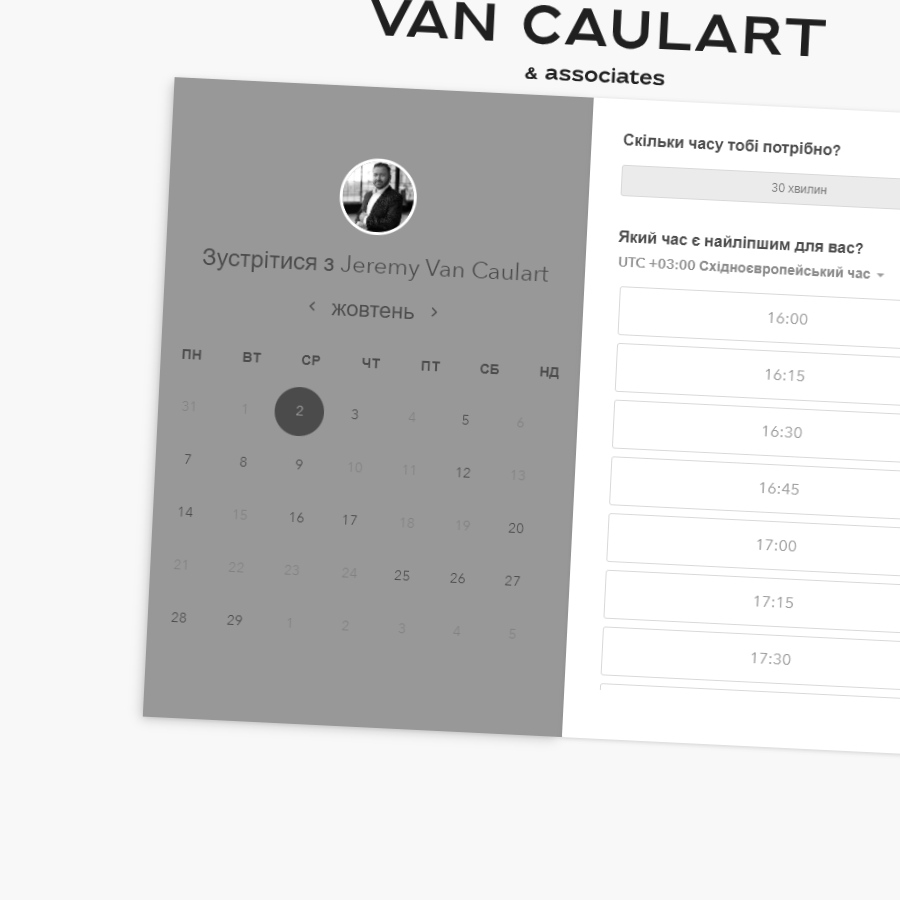 VAN CAULART
& associates
Зустрітися з Jeremy Van Caulart
жовтень
ПН ВТ СР ЧТ ПТ СБ НД
31 1 2 3 4 5 6
7 8 9 10 11 12 13
14 15 16 17 18 19 20
21 22 23 24 25 26 27
28 29 1 2 3 4 5
Скільки часу тобі потрібно?
30 хвилин
Який час є найліпшим для вас?
UTC +03:00 Східноєвропейський час
16:00
16:15
16:30
16:45
17:00
17:15
17:30